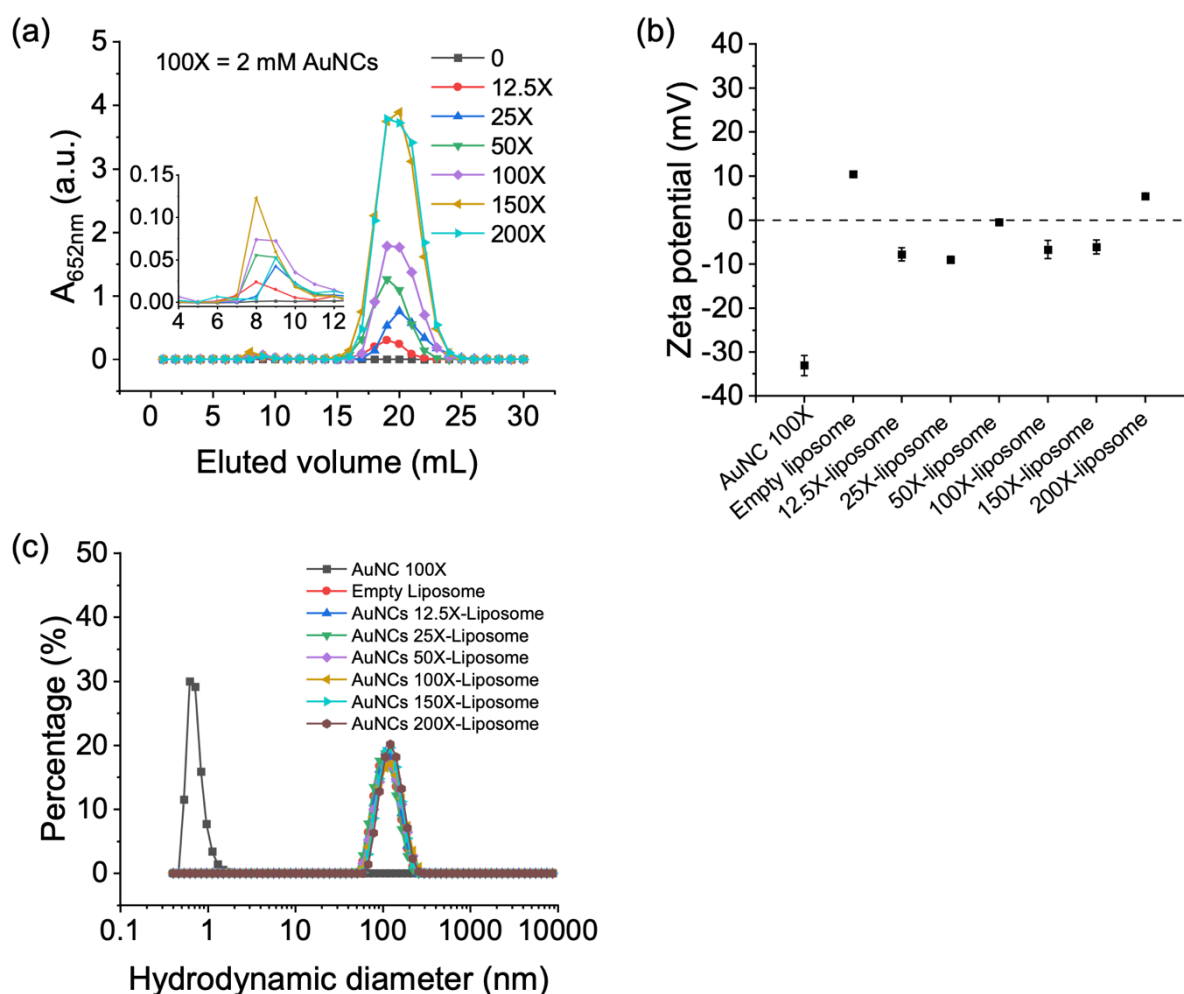 (a)
100X = 2 mM AuNCs
0
12.5X
25X
50X
100X
150X
200X
5
4
3
2
1
0
0.15
0.10
0.05
0.00
4 6 8 10 12
0 5 10 15 20 25 30
A652nm (a.u.)
Eluted volume (mL)
(b)
40
30
20
10
0
-10
-20
-30
-40
Zeta potential (mV)
AuNC 100X
Empty liposome
12.5X-liposome
25X-liposome
50X-liposome
100X-liposome
150X-liposome
200X-liposome
(c)
AuNC 100X
Empty Liposome
AuNCs 12.5X-Liposome
AuNCs 25X-Liposome
AuNCs 50X-Liposome
AuNCs 100X-Liposome
AuNCs 150X-Liposome
AuNCs 200X-Liposome
50
40
30
20
10
0
0.1 1 10 100 1000 10000
Percentage (%)
Hydrodynamic diameter (nm)